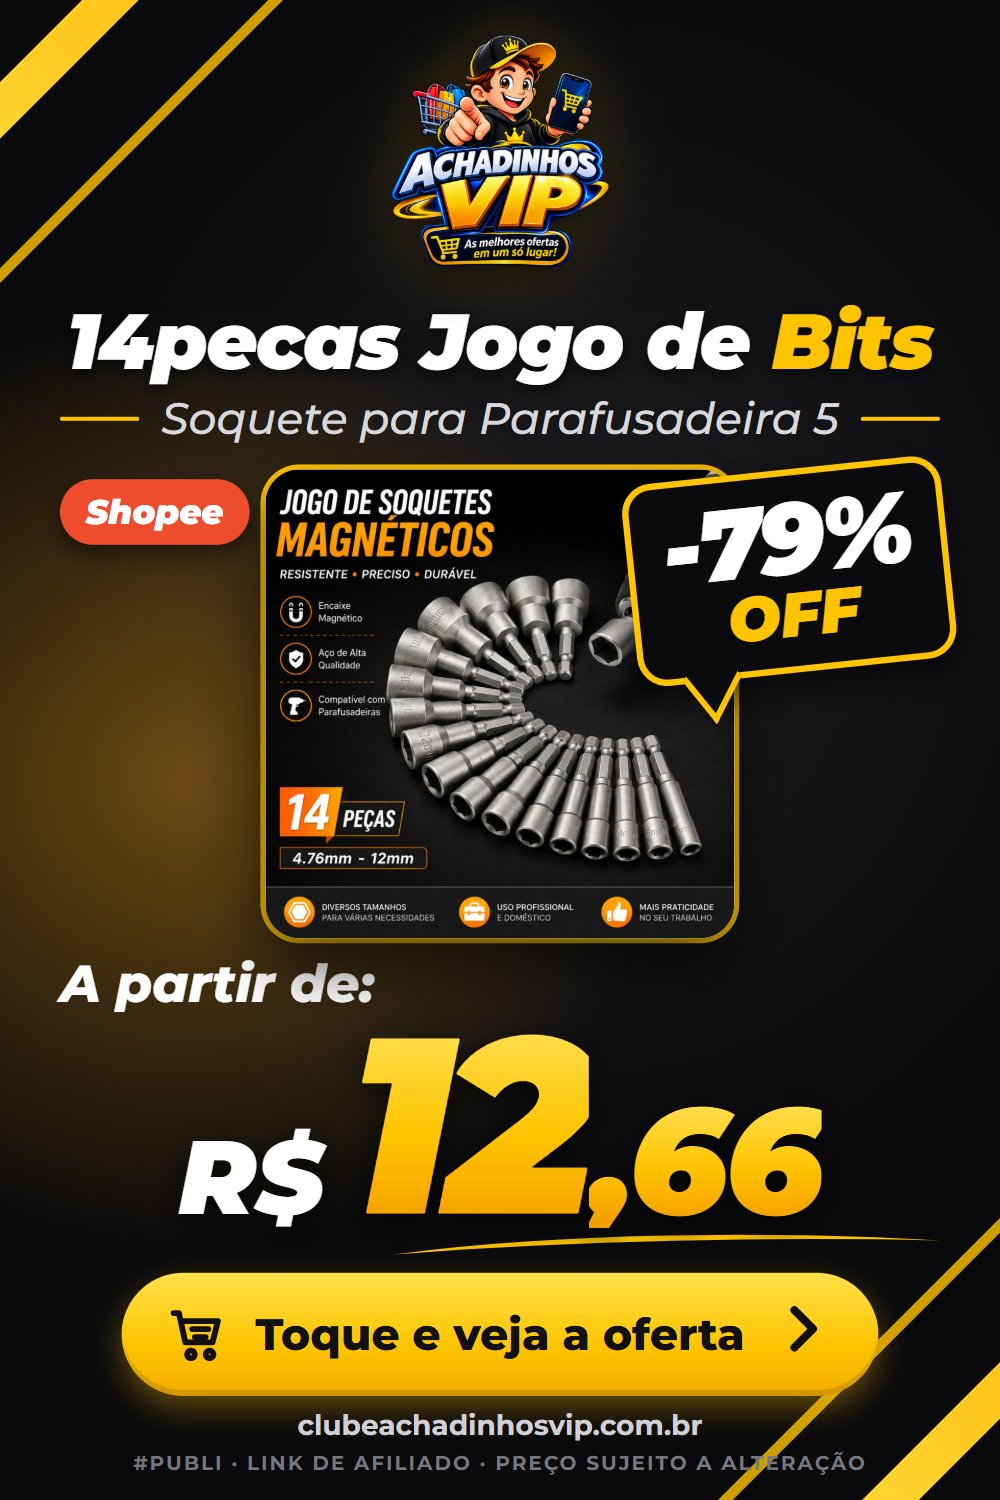 ACHADINHOS
VIP
As melhores ofertas
em um só lugar!
14pecas Jogo de Bits
Soquete para Parafusadeira 5
Shopee
-79%
OFF
JOGO DE SOQUETES
MAGNÉTICOS
RESISTENTE • PRECISO • DURÁVEL
Encaixe
Magnético
Aço de Alta
Qualidade
Compatível com
Parafusadeiras
14 PEÇAS
4.76mm - 12mm
DIVERSOS TAMANHOS
PARA VÁRIAS NECESSIDADES
USO PROFISSIONAL
E DOMÉSTICO
MAIS PRATICIDADE
NO SEU TRABALHO
A partir de:
R$ 12,66
Toque e veja a oferta
clubeachadinhosvip.com.br
#PUBLI · LINK DE AFILIADO · PREÇO SUJEITO A ALTERAÇÃO